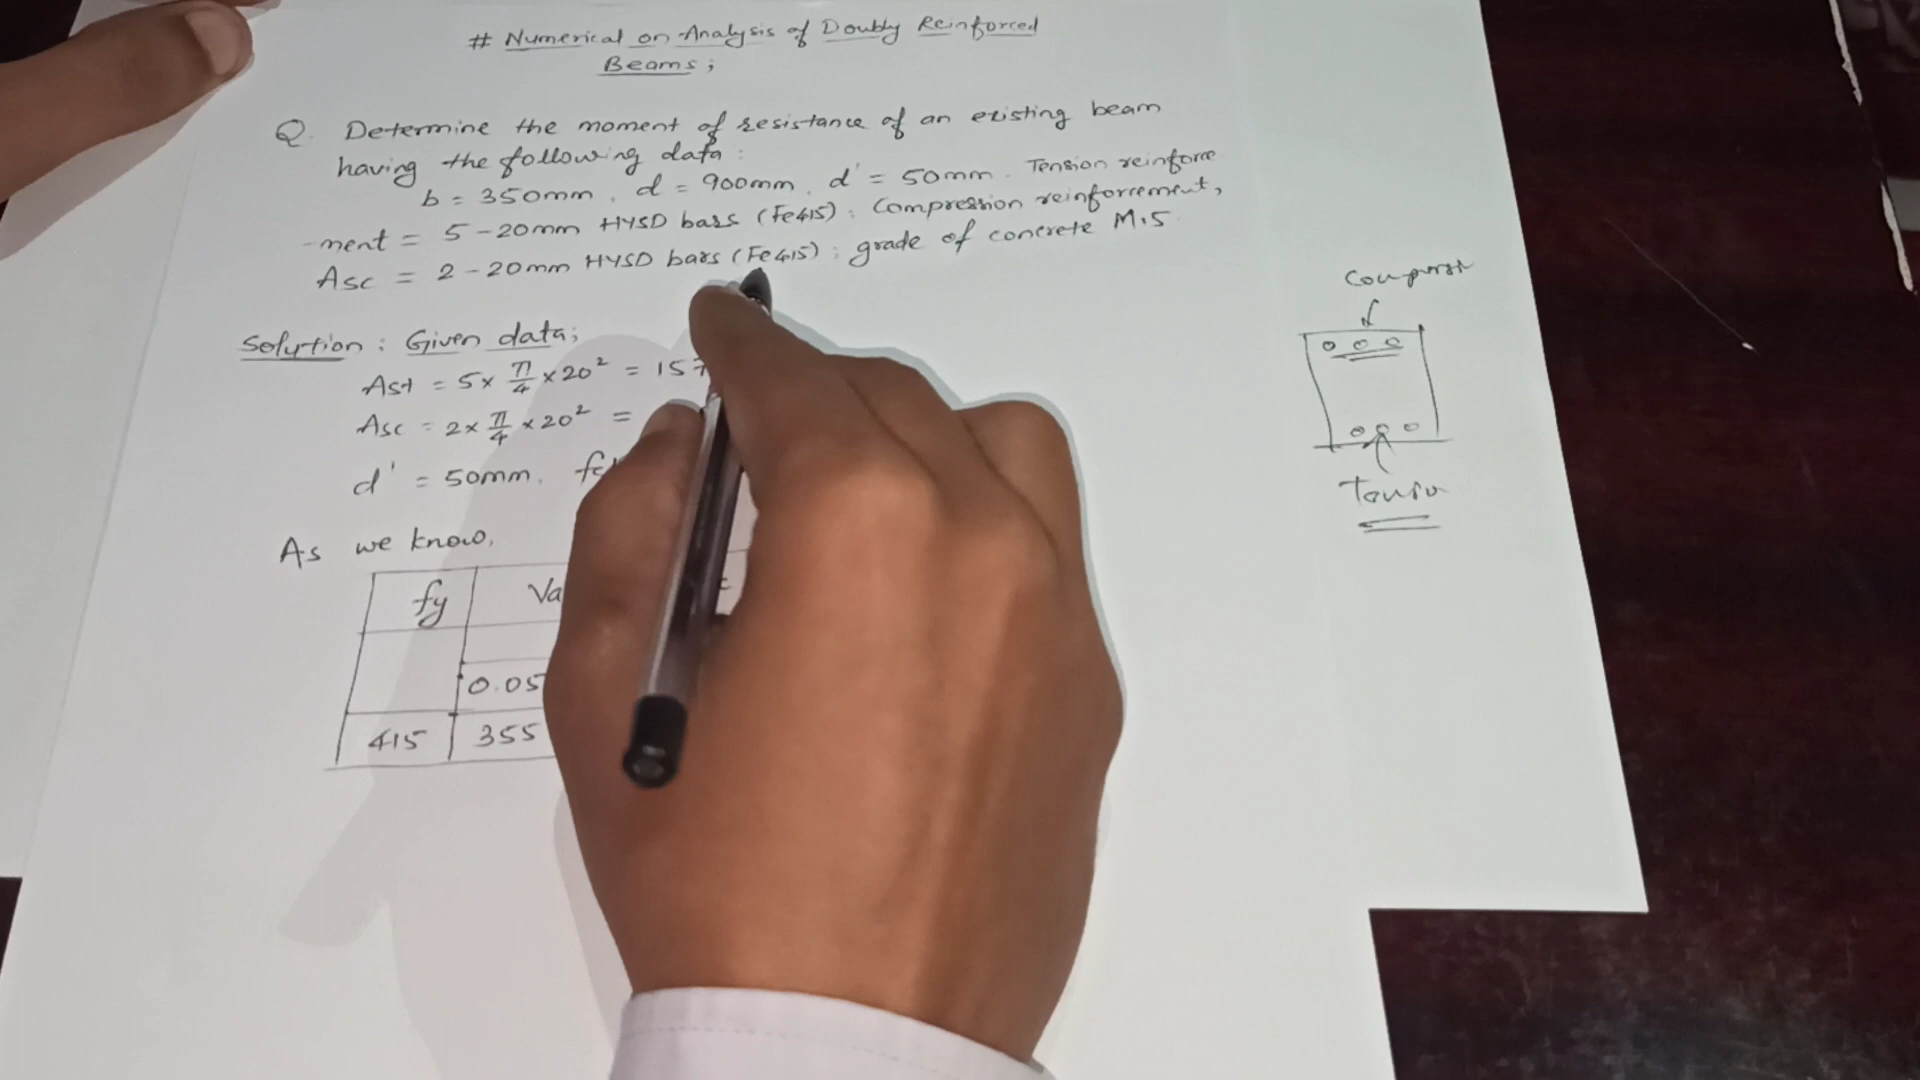 # Numerical on Analysis of Doubly Reinforced
Beams;
Q. Determine the moment of resistance of an existing beam
having the following data:
b = 350mm, d = 900mm, d' = 50mm. Tension reinforce
-ment = 5-20mm HYSD bars (Fe415); Compression reinforcement,
Asc = 2-20mm HYSD bars (Fe415); grade of concrete M15
Solution: Given data;
Ast = 5 x π/4 x 20² = 157
Asc = 2 x π/4 x 20² =
d' = 50mm,
As we know,
fy
0.05
415 355